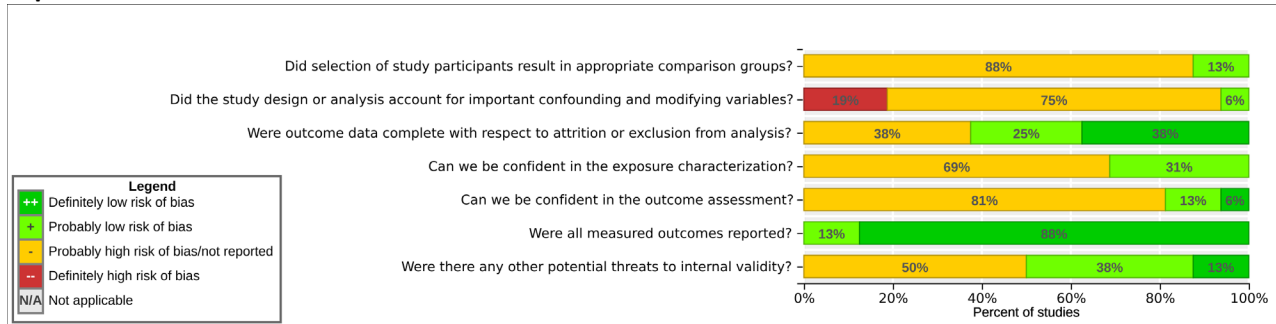 Did selection of study participants result in appropriate comparison groups?
88% 13%
Did the study design or analysis account for important confounding and modifying variables?
19% 75% 6%
Were outcome data complete with respect to attrition or exclusion from analysis?
38% 25% 38%
Can we be confident in the exposure characterization?
69% 31%
Can we be confident in the outcome assessment?
81% 13% 6%
Were all measured outcomes reported?
13% 88%
Were there any other potential threats to internal validity?
50% 38% 13%
0% 20% 40% 60% 80% 100%
Percent of studies
Legend
++ Definitely low risk of bias
+ Probably low risk of bias
- Probably high risk of bias/not reported
-- Definitely high risk of bias
N/A Not applicable